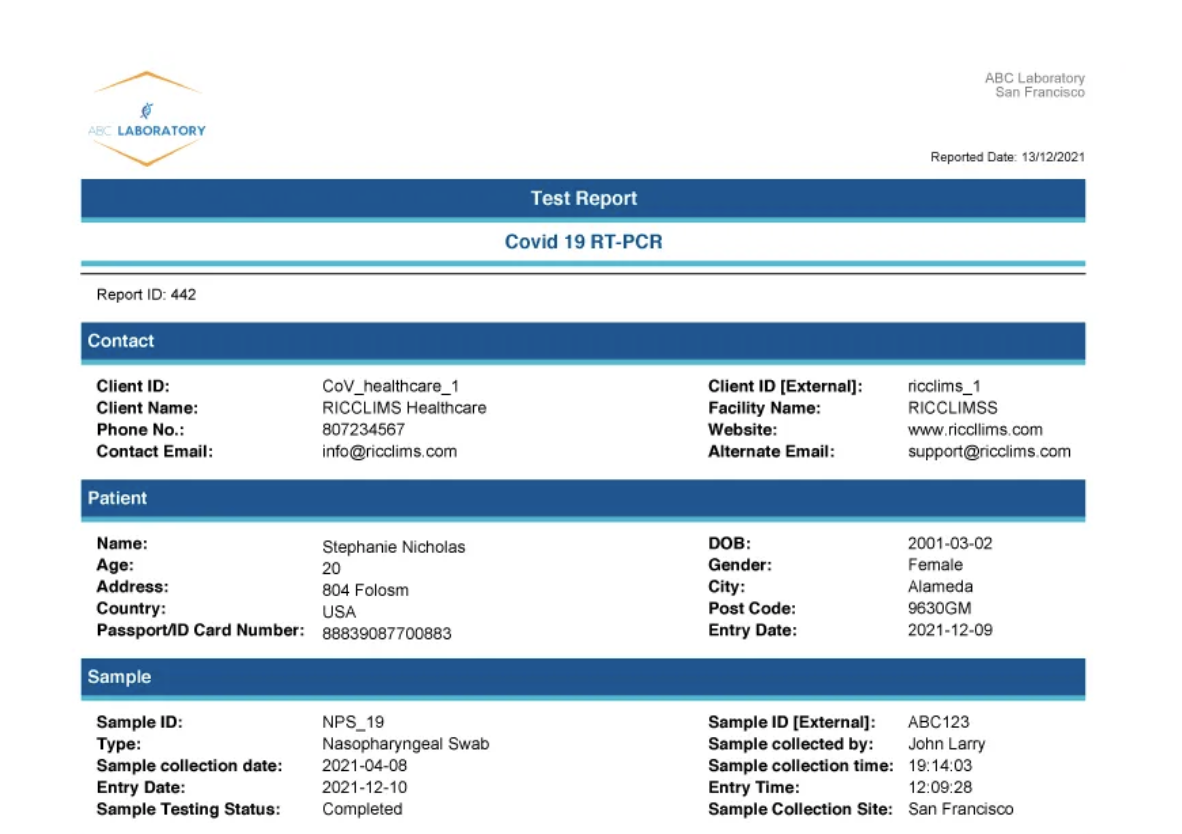 ABC LABORATORY
ABC Laboratory
San Francisco
Reported Date: 13/12/2021
Test Report
Covid 19 RT-PCR
Report ID: 442
Contact
Client ID: CoV_healthcare_1 Client ID [External]: ricclims_1
Client Name: RICCLIMS Healthcare Facility Name: RICCLIMSS
Phone No.: 807234567 Website: www.riccllims.com
Contact Email: info@ricclims.com Alternate Email: support@ricclims.com
Patient
Name: Stephanie Nicholas DOB: 2001-03-02
Age: 20 Gender: Female
Address: 804 Folosm City: Alameda
Country: USA Post Code: 9630GM
Passport/ID Card Number: 88839087700883 Entry Date: 2021-12-09
Sample
Sample ID: NPS_19 Sample ID [External]: ABC123
Type: Nasopharyngeal Swab Sample collected by: John Larry
Sample collection date: 2021-04-08 Sample collection time: 19:14:03
Entry Date: 2021-12-10 Entry Time: 12:09:28
Sample Testing Status: Completed Sample Collection Site: San Francisco